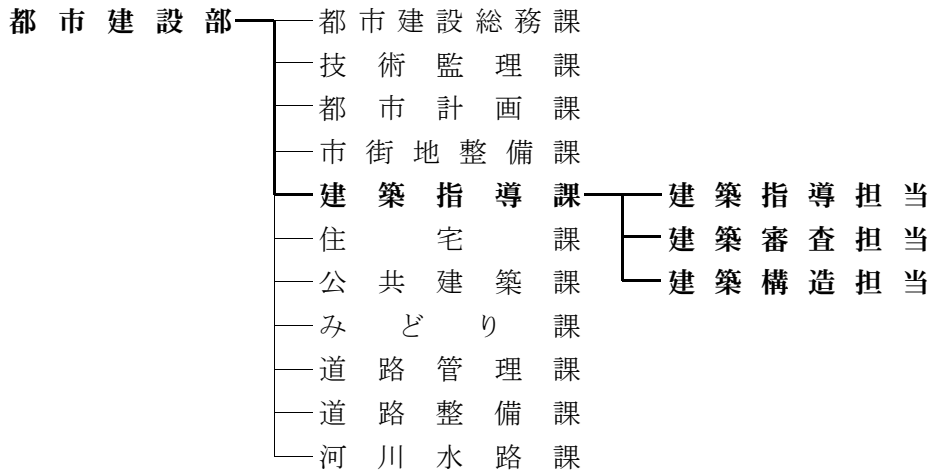 都市建設部 都市建設総務課
技術監理課
都市計画課
市街地整備課
建築指導課 建築指導担当
住宅課 建築審査担当
公共建築課 建築構造担当
みどり課
道路管理課
道路整備課
河川水路課